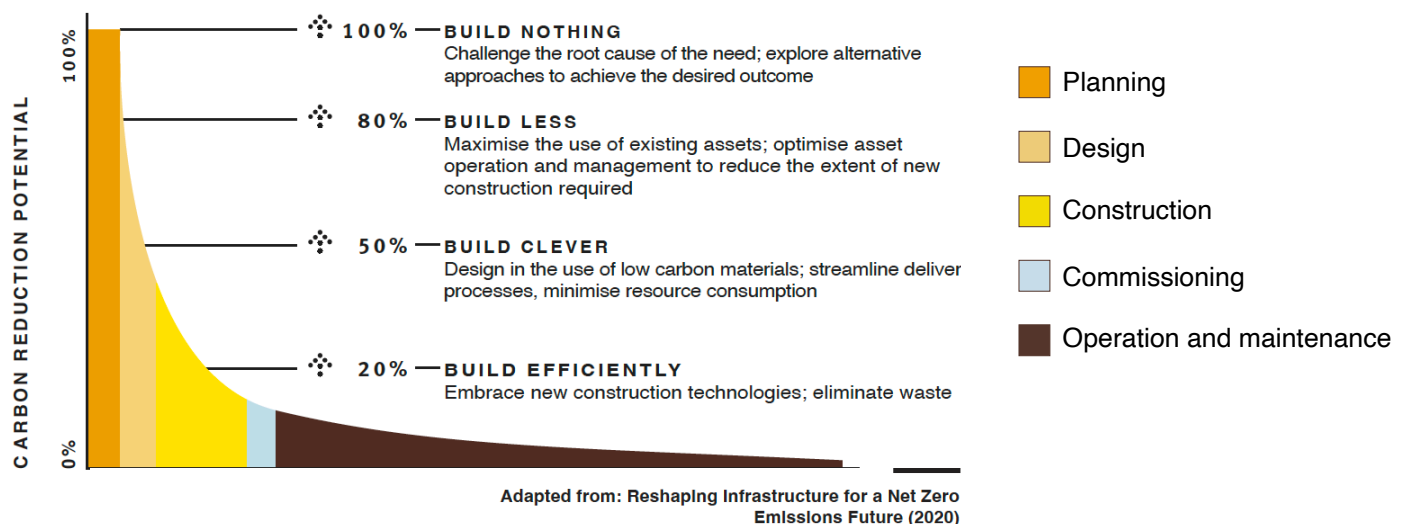 CARBON REDUCTION POTENTIAL
100%
0%
100% BUILD NOTHING
Challenge the root cause of the need; explore alternative
approaches to achieve the desired outcome
80% BUILD LESS
Maximise the use of existing assets; optimise asset
operation and management to reduce the extent of new
construction required
50% BUILD CLEVER
Design in the use of low carbon materials; streamline deliver
processes, minimise resource consumption
20% BUILD EFFICIENTLY
Embrace new construction technologies; eliminate waste
Planning
Design
Construction
Commissioning
Operation and maintenance
Adapted from: Reshaping Infrastructure for a Net Zero
Emissions Future (2020)